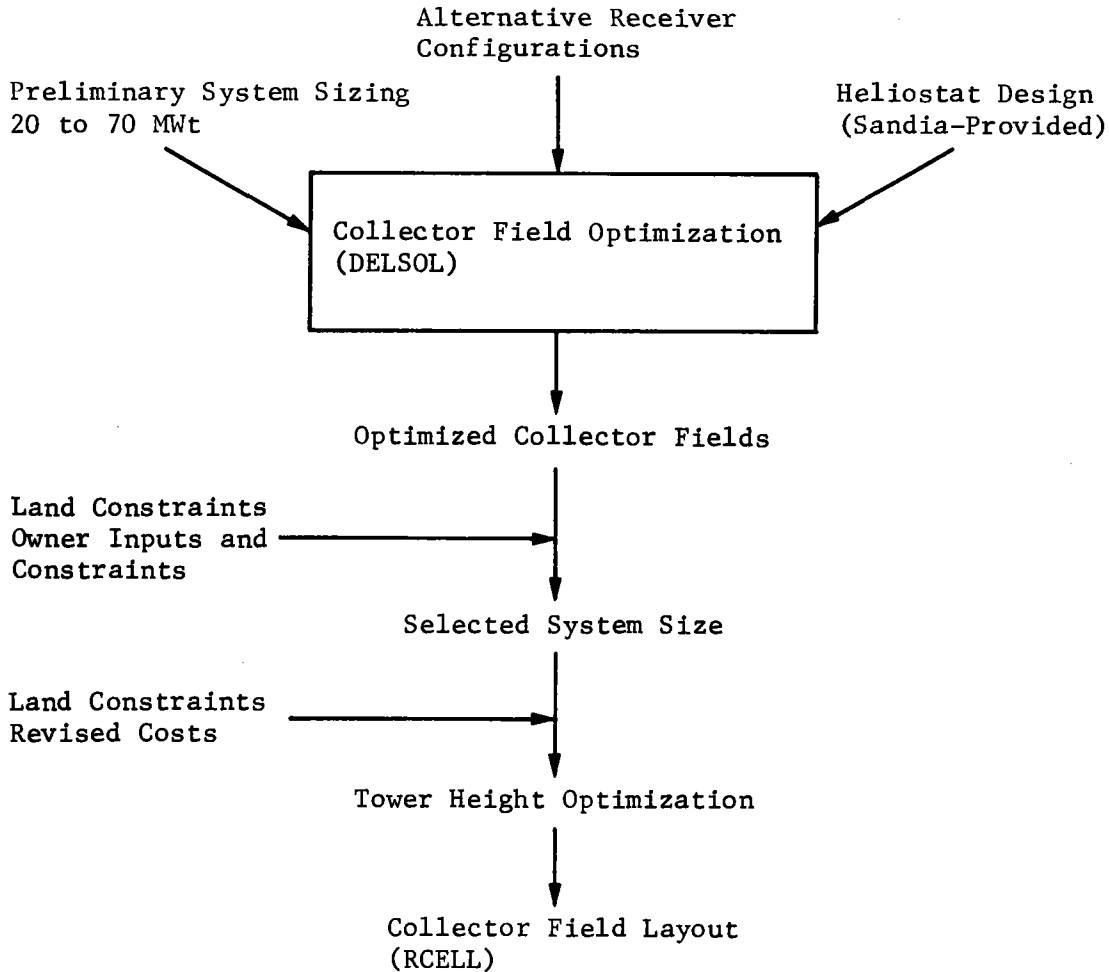 Alternative Receiver
Configurations
Preliminary System Sizing
20 to 70 MWt
Heliostat Design
(Sandia-Provided)
Collector Field Optimization
(DELSOL)
Optimized Collector Fields
Land Constraints
Owner Inputs and
Constraints
Selected System Size
Land Constraints
Revised Costs
Tower Height Optimization
Collector Field Layout
(RCELL)